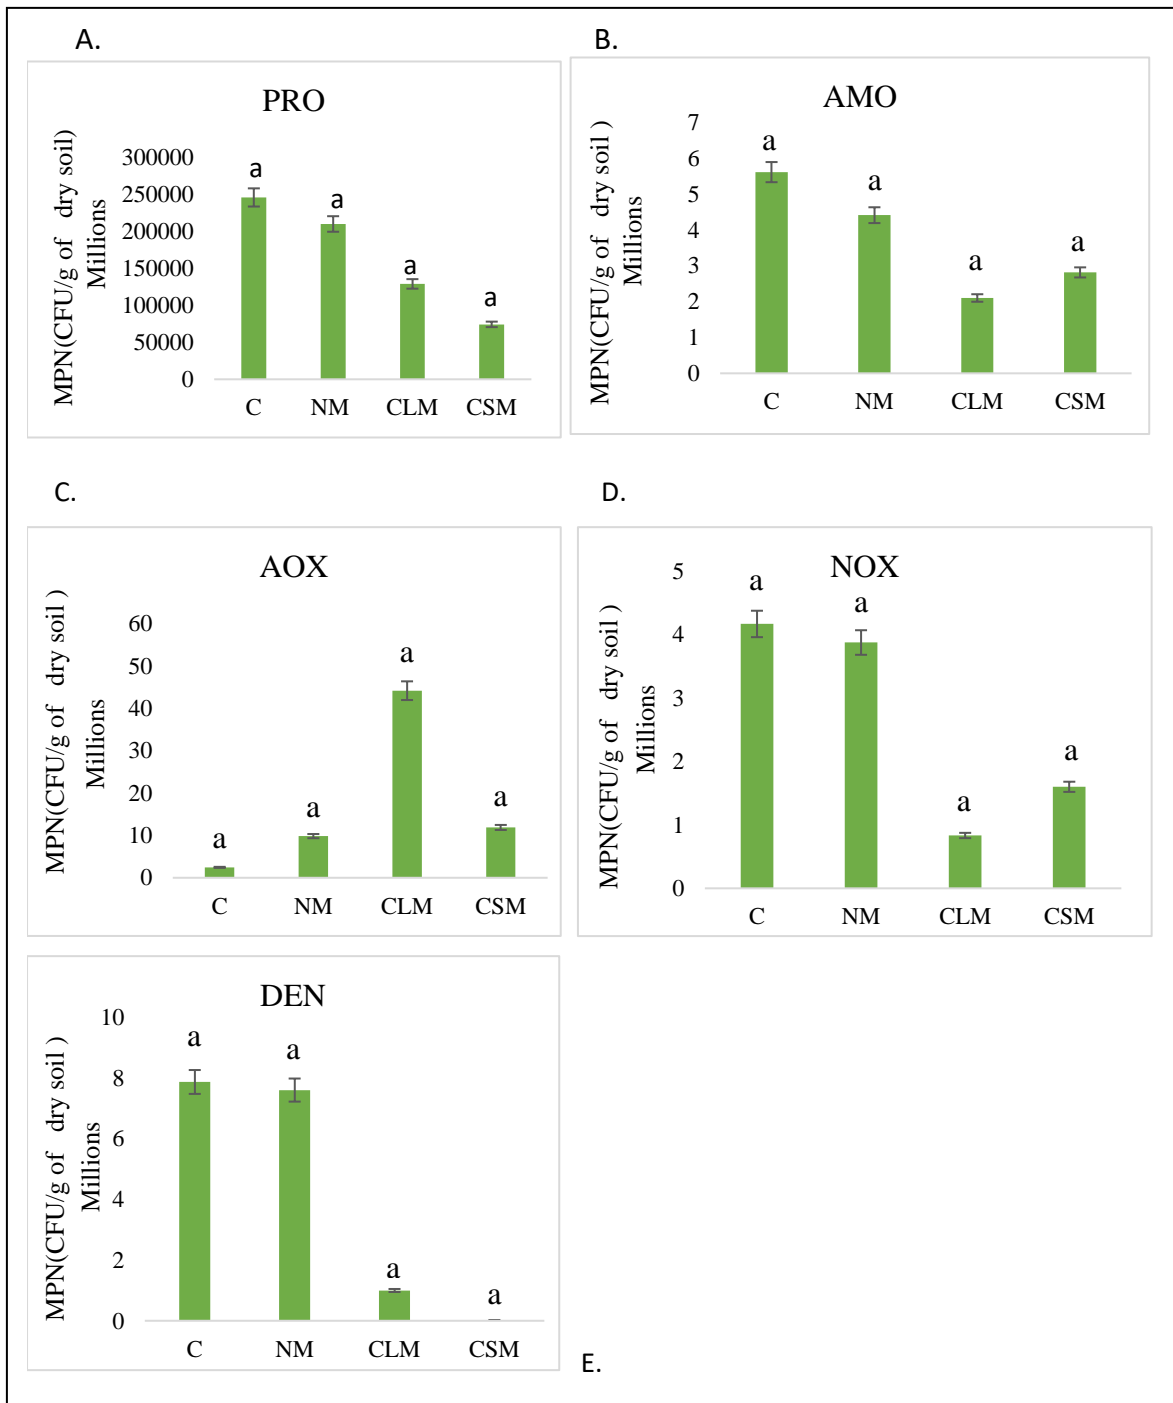 A.
PRO
MPN(CFU/g of dry soil)
Millions
300000
250000
200000
150000
100000
50000
0
a
a
a
a
C NM CLM CSM
B.
AMO
MPN(CFU/g of dry soil )
Millions
7
6
5
4
3
2
1
0
a
a
a
a
C NM CLM CSM
C.
AOX
MPN(CFU/g of dry soil )
Millions
60
50
40
30
20
10
0
a
a
a
a
C NM CLM CSM
D.
NOX
MPN(CFU/g of dry soil )
Millions
5
4
3
2
1
0
a
a
a
a
C NM CLM CSM
DEN
MPN(CFU/g of dry soil )
Millions
10
8
6
4
2
0
a
a
a
a
C NM CLM CSM
E.